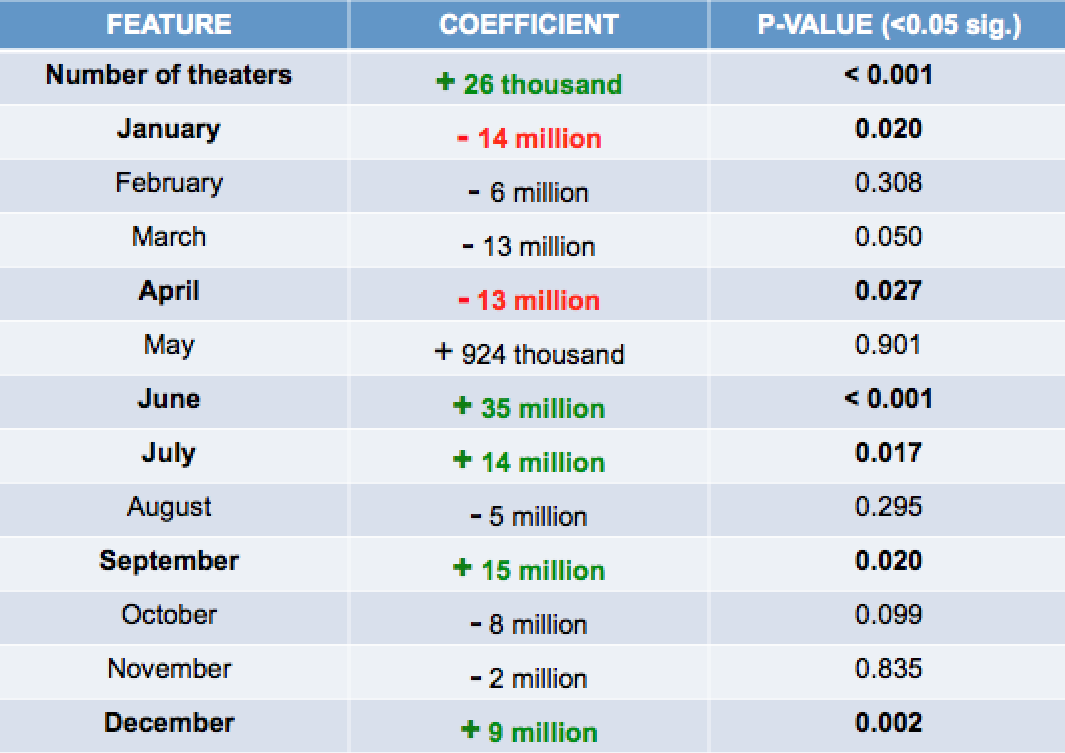 FEATURE COEFFICIENT P-VALUE (<0.05 sig.)
Number of theaters + 26 thousand < 0.001
January - 14 million 0.020
February - 6 million 0.308
March - 13 million 0.050
April - 13 million 0.027
May + 924 thousand 0.901
June + 35 million < 0.001
July + 14 million 0.017
August - 5 million 0.295
September + 15 million 0.020
October - 8 million 0.099
November - 2 million 0.835
December + 9 million 0.002